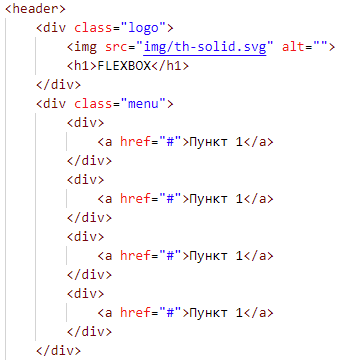 <header>
<div class="logo">
<img src="img/th-solid.svg" alt="">
<h1>FLEXBOX</h1>
</div>
<div class="menu">
<div>
<a href="#">Пункт 1</a>
</div>
<div>
<a href="#">Пункт 1</a>
</div>
<div>
<a href="#">Пункт 1</a>
</div>
<div>
<a href="#">Пункт 1</a>
</div>
</div>